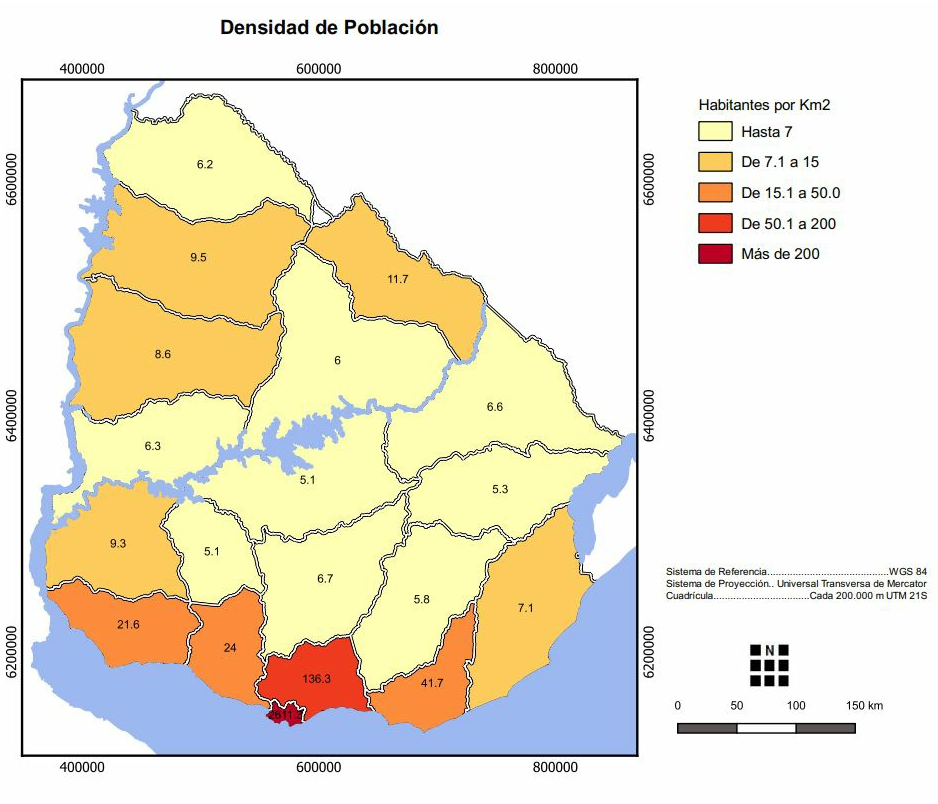 Densidad de Población
400000 600000 800000
Habitantes por Km2
Hasta 7
De 7.1 a 15
De 15.1 a 50.0
De 50.1 a 200
Más de 200
6600000 6600000
6.2
9.5
11.7
8.6
6
6.6
6400000 6400000
6.3
5.1
5.3
9.3
5.1
6.7
5.8
7.1
Sistema de Referencia..................................................WGS 84
Sistema de Proyección.. Universal Transversa de Mercator
Cuadrícula..................................Cada 200.000 m UTM 21S
21.6
24
6200000 6200000
N
136.3
41.7
0 50 100 150 km
400000 600000 800000